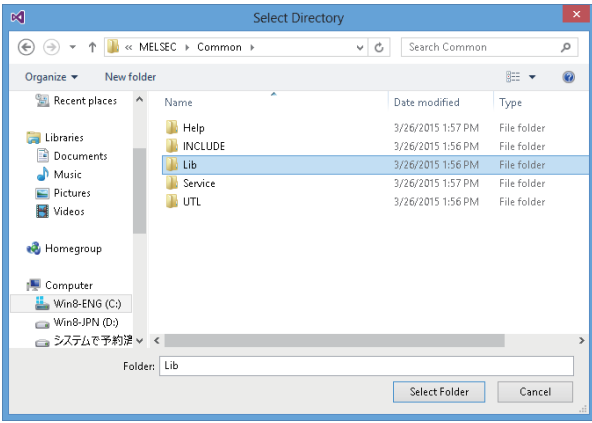 Select Directory
« MELSEC Common Search Common
Organize New folder
Recent places
Libraries
Documents
Music
Pictures
Videos
Homegroup
Computer
Win8-ENG (C:)
Win8-JPN (D:)
システムで予約済
Name Date modified Type
Help 3/26/2015 1:57 PM File folder
INCLUDE 3/26/2015 1:56 PM File folder
Lib 3/26/2015 1:56 PM File folder
Service 3/26/2015 1:57 PM File folder
UTL 3/26/2015 1:56 PM File folder
Folder: Lib
Select Folder Cancel